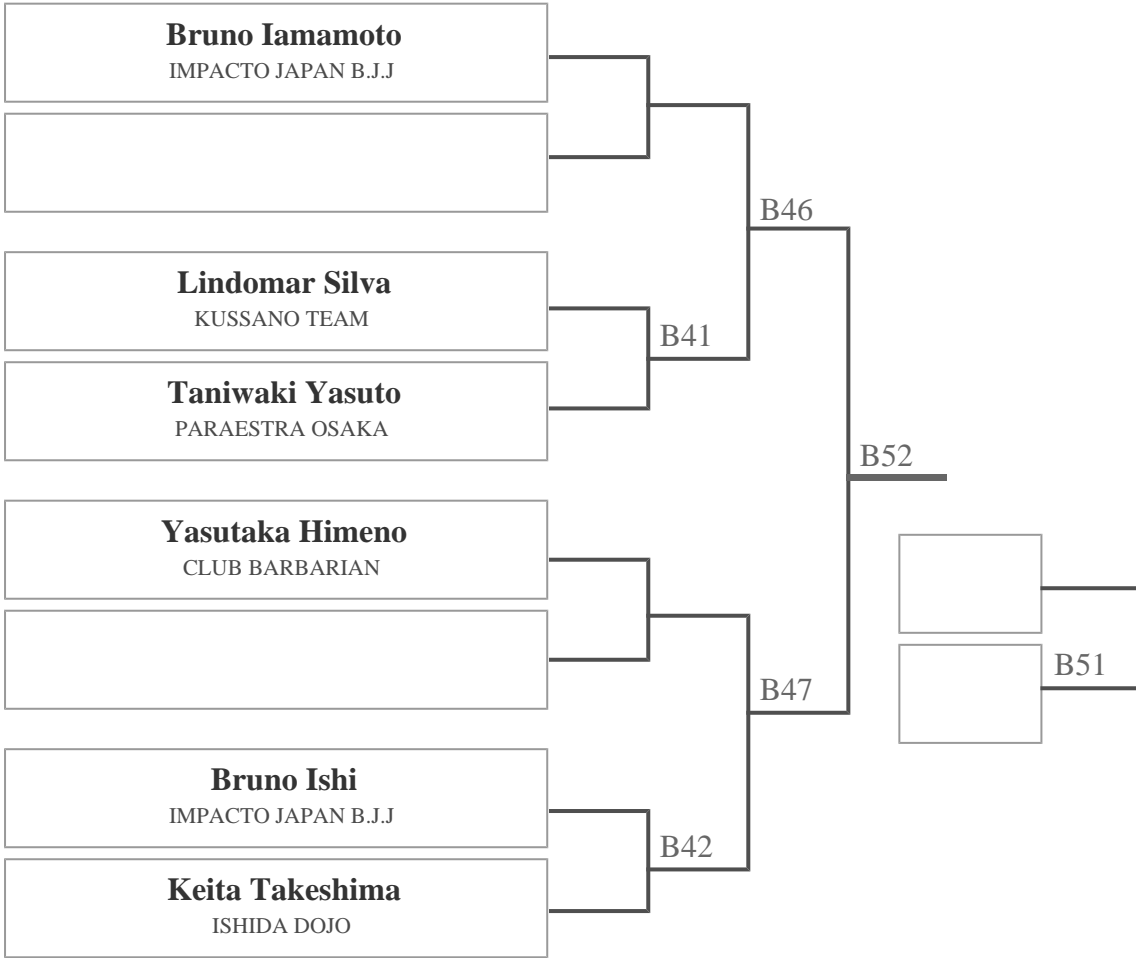 Bruno Iamamoto
IMPACTO JAPAN B.J.J
B46
Lindomar Silva
KUSSANO TEAM
B41
Taniwaki Yasuto
PARAESTRA OSAKA
B52
Yasutaka Himeno
CLUB BARBARIAN
B51
B47
Bruno Ishi
IMPACTO JAPAN B.J.J
B42
Keita Takeshima
ISHIDA DOJO